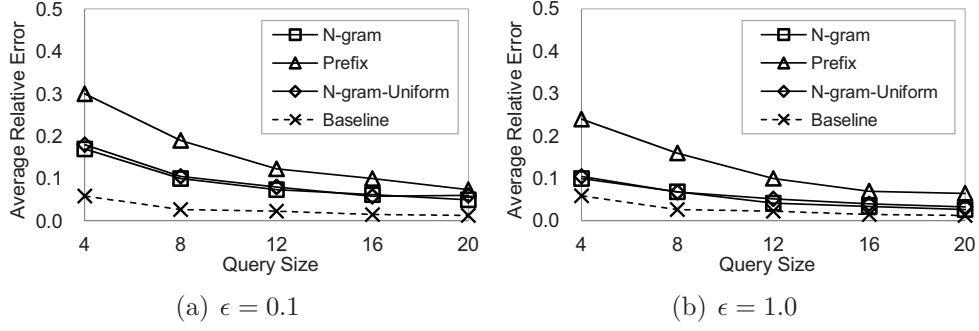 Average Relative Error
0.5
0.4
0.3
0.2
0.1
0.0
N-gram
Prefix
N-gram-Uniform
Baseline
4 8 12 16 20
Query Size
(a) ϵ = 0.1
Average Relative Error
0.5
0.4
0.3
0.2
0.1
0.0
N-gram
Prefix
N-gram-Uniform
Baseline
4 8 12 16 20
Query Size
(b) ϵ = 1.0